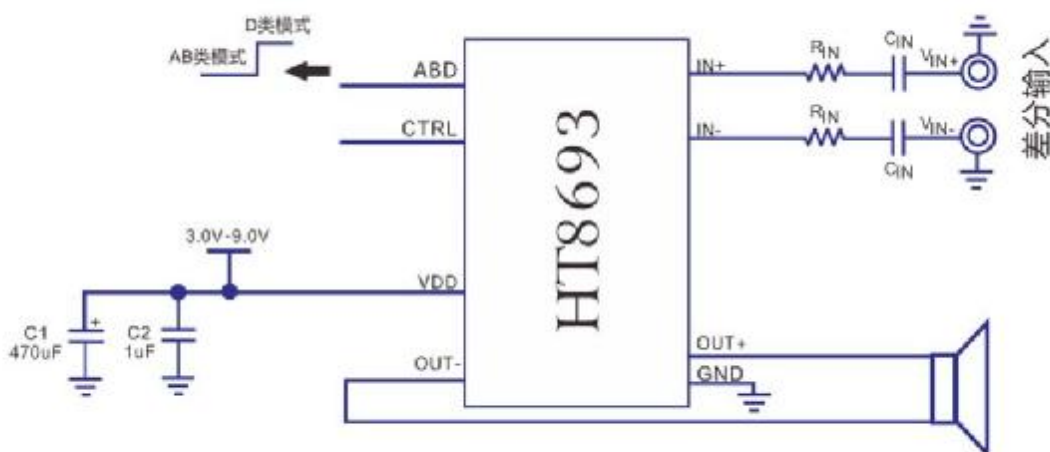 D类模式
AB类模式
ABD
CTRL
3.0V-9.0V
VDD
C1
470uF
C2
1uF
OUT-
HT8693
IN+
RIN
CIN
VIN+
IN-
RIN
CIN
VIN-
差分输入
OUT+
GND
+